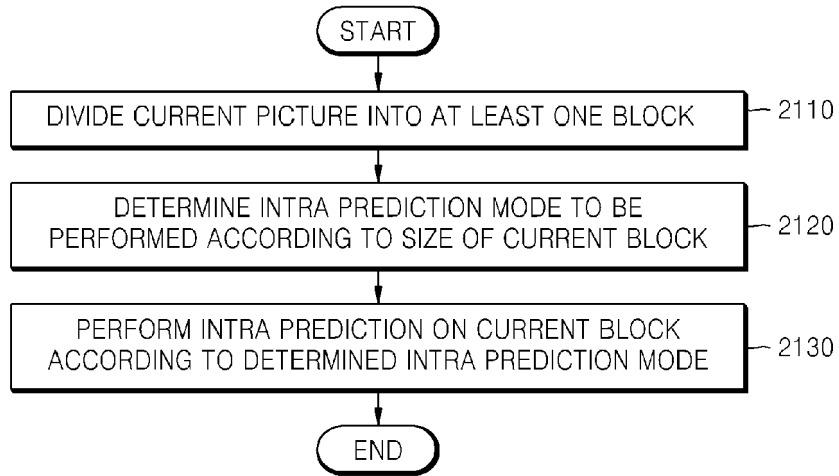 START
DIVIDE CURRENT PICTURE INTO AT LEAST ONE BLOCK
2110
DETERMINE INTRA PREDICTION MODE TO BE
PERFORMED ACCORDING TO SIZE OF CURRENT BLOCK
2120
PERFORM INTRA PREDICTION ON CURRENT BLOCK
ACCORDING TO DETERMINED INTRA PREDICTION MODE
2130
END